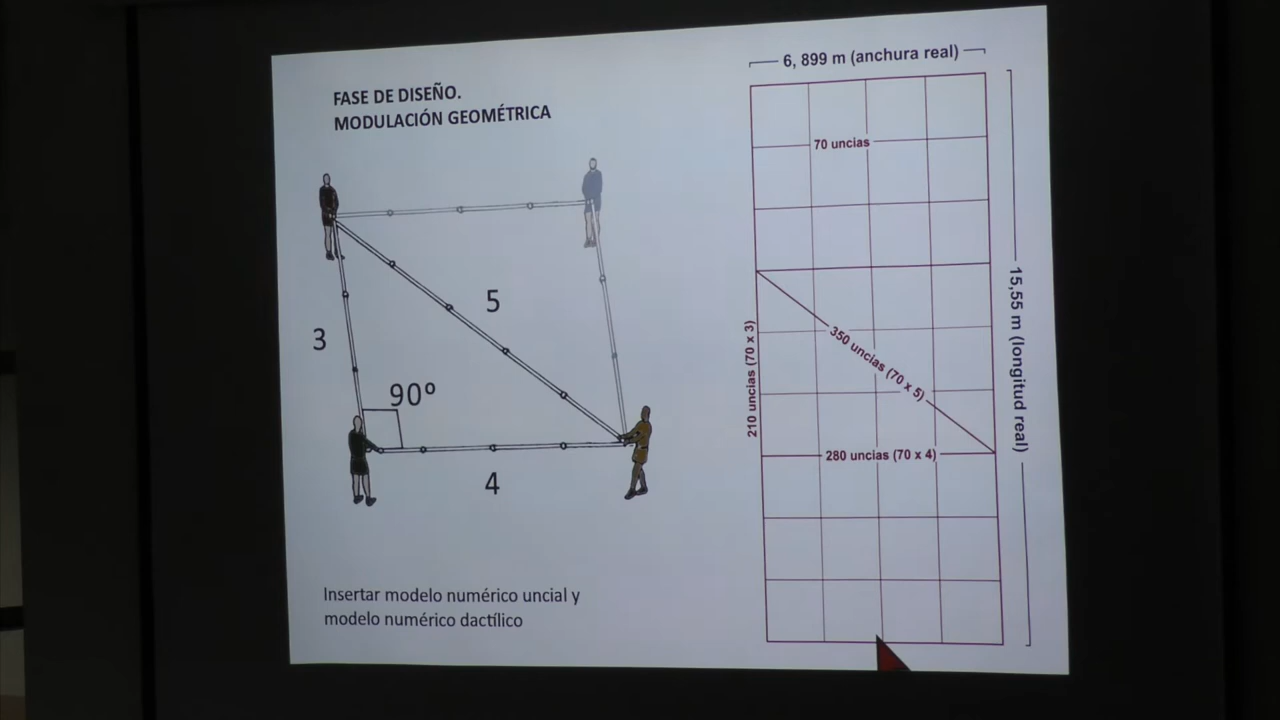 FASE DE DISEÑO.
MODULACIÓN GEOMÉTRICA
3
5
90º
4
Insertar modelo numérico uncial y
modelo numérico dactílico
6, 899 m (anchura real)
70 uncias
350 uncias (70 x 5)
210 uncias (70 x 3)
280 uncias (70 x 4)
15,55 m (longitud real)